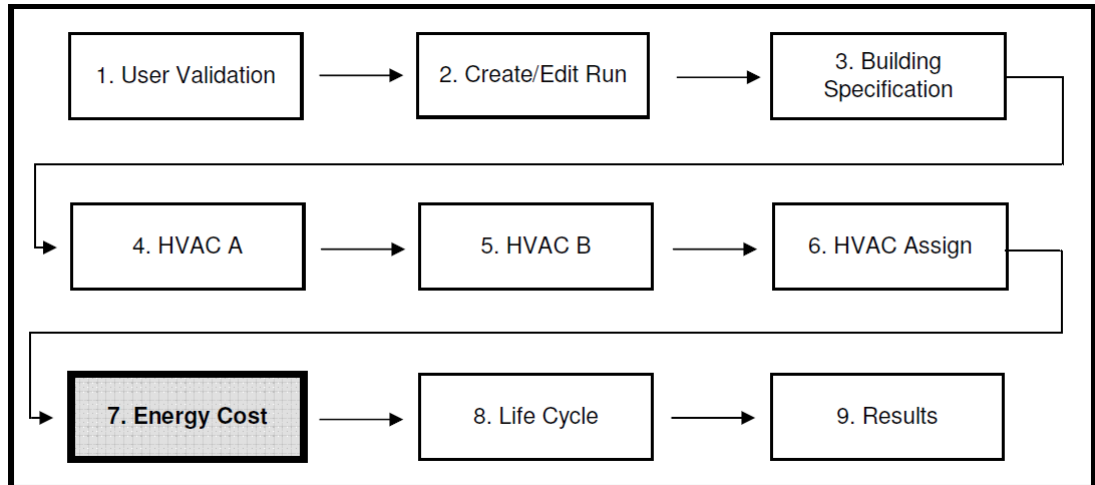 1. User Validation
2. Create/Edit Run
3. Building
Specification
4. HVAC A
5. HVAC B
6. HVAC Assign
7. Energy Cost
8. Life Cycle
9. Results